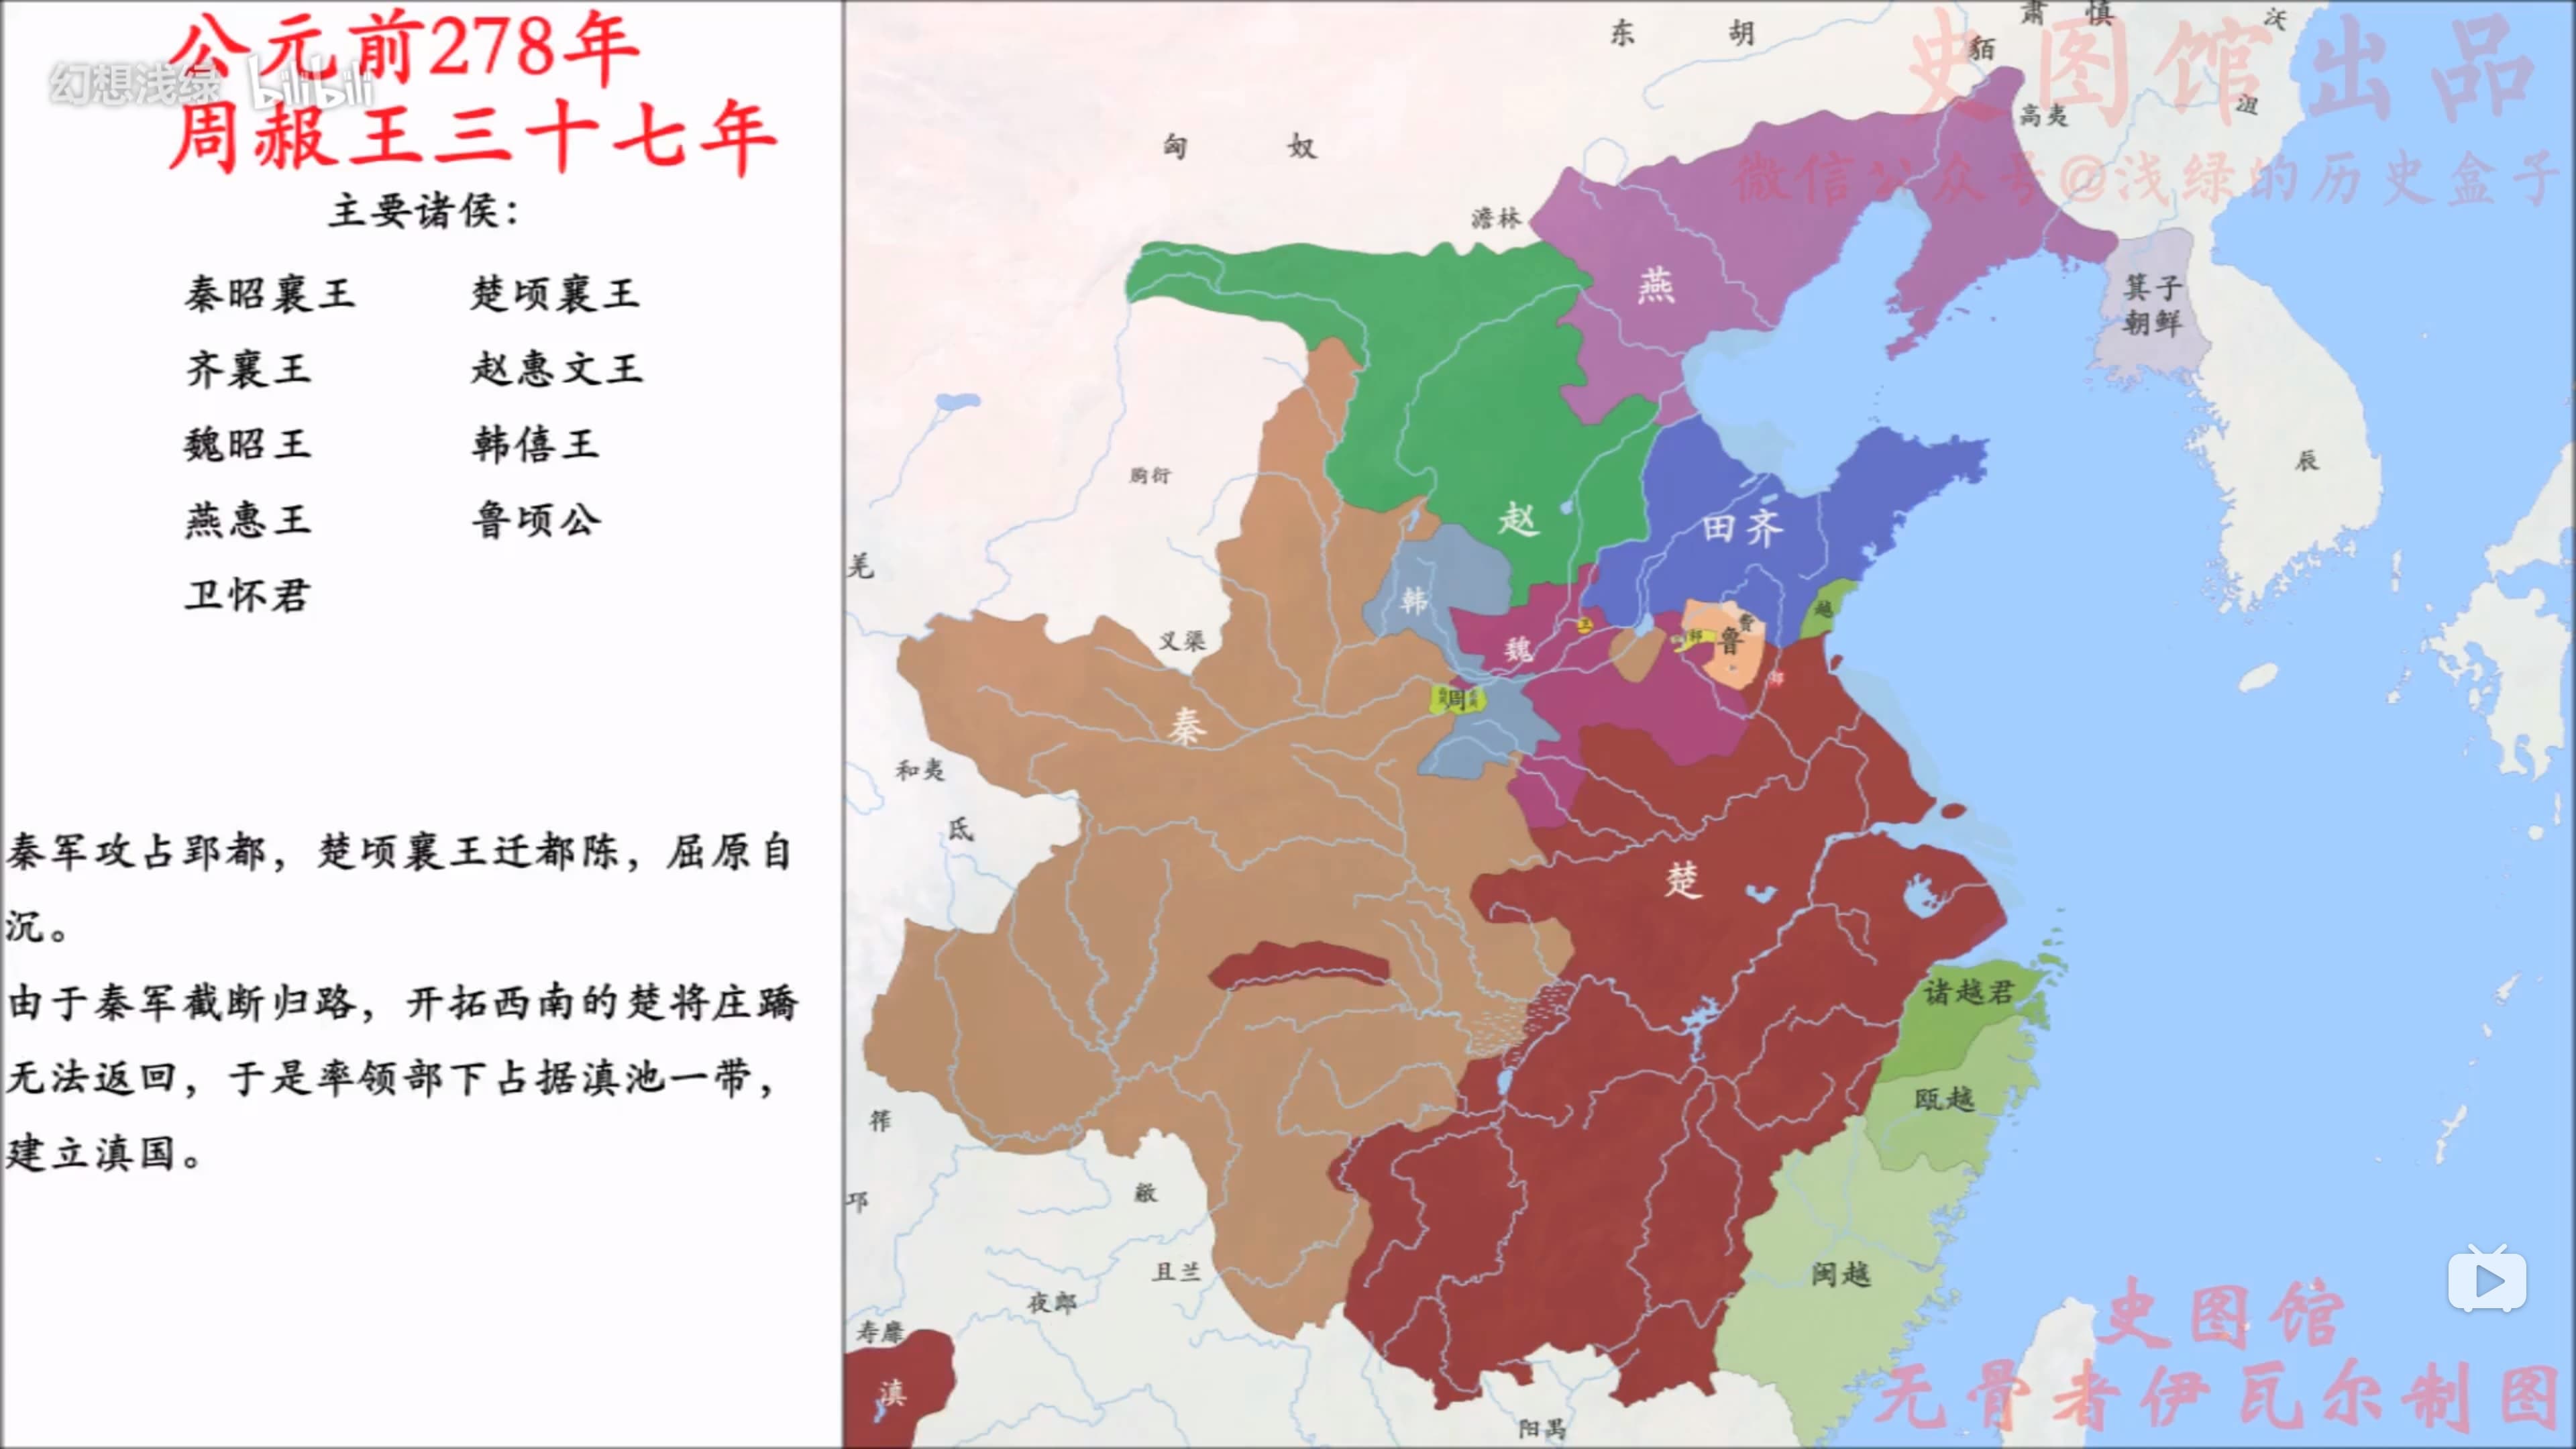 公元前278年
幻想浅绿 bilibili
周赧王三十七年
主要诸侯：
秦昭襄王 楚顷襄王
齐襄王 赵惠文王
魏昭王 韩僖王
燕惠王 鲁顷公
卫怀君
秦军攻占郢都，楚顷襄王迁都陈，屈原自
沉。
由于秦军截断归路，开拓西南的楚将庄蹻
无法返回，于是率领部下占据滇池一带，
建立滇国。
史图馆出品
微信公众号@浅绿的历史盒子
东胡
肃慎
貊
沃沮
高夷
匈奴
澹林
燕
箕子
朝鲜
辰
朐衍
赵
田齐
羌
韩
越
义渠
魏
卫
邹
鲁
费
郯
周
秦
和夷
氐
楚
诸越君
瓯越
筰
邛
且兰
夜郎
闽越
寿靡
滇
阳禺
史图馆
无骨者伊瓦尔制图